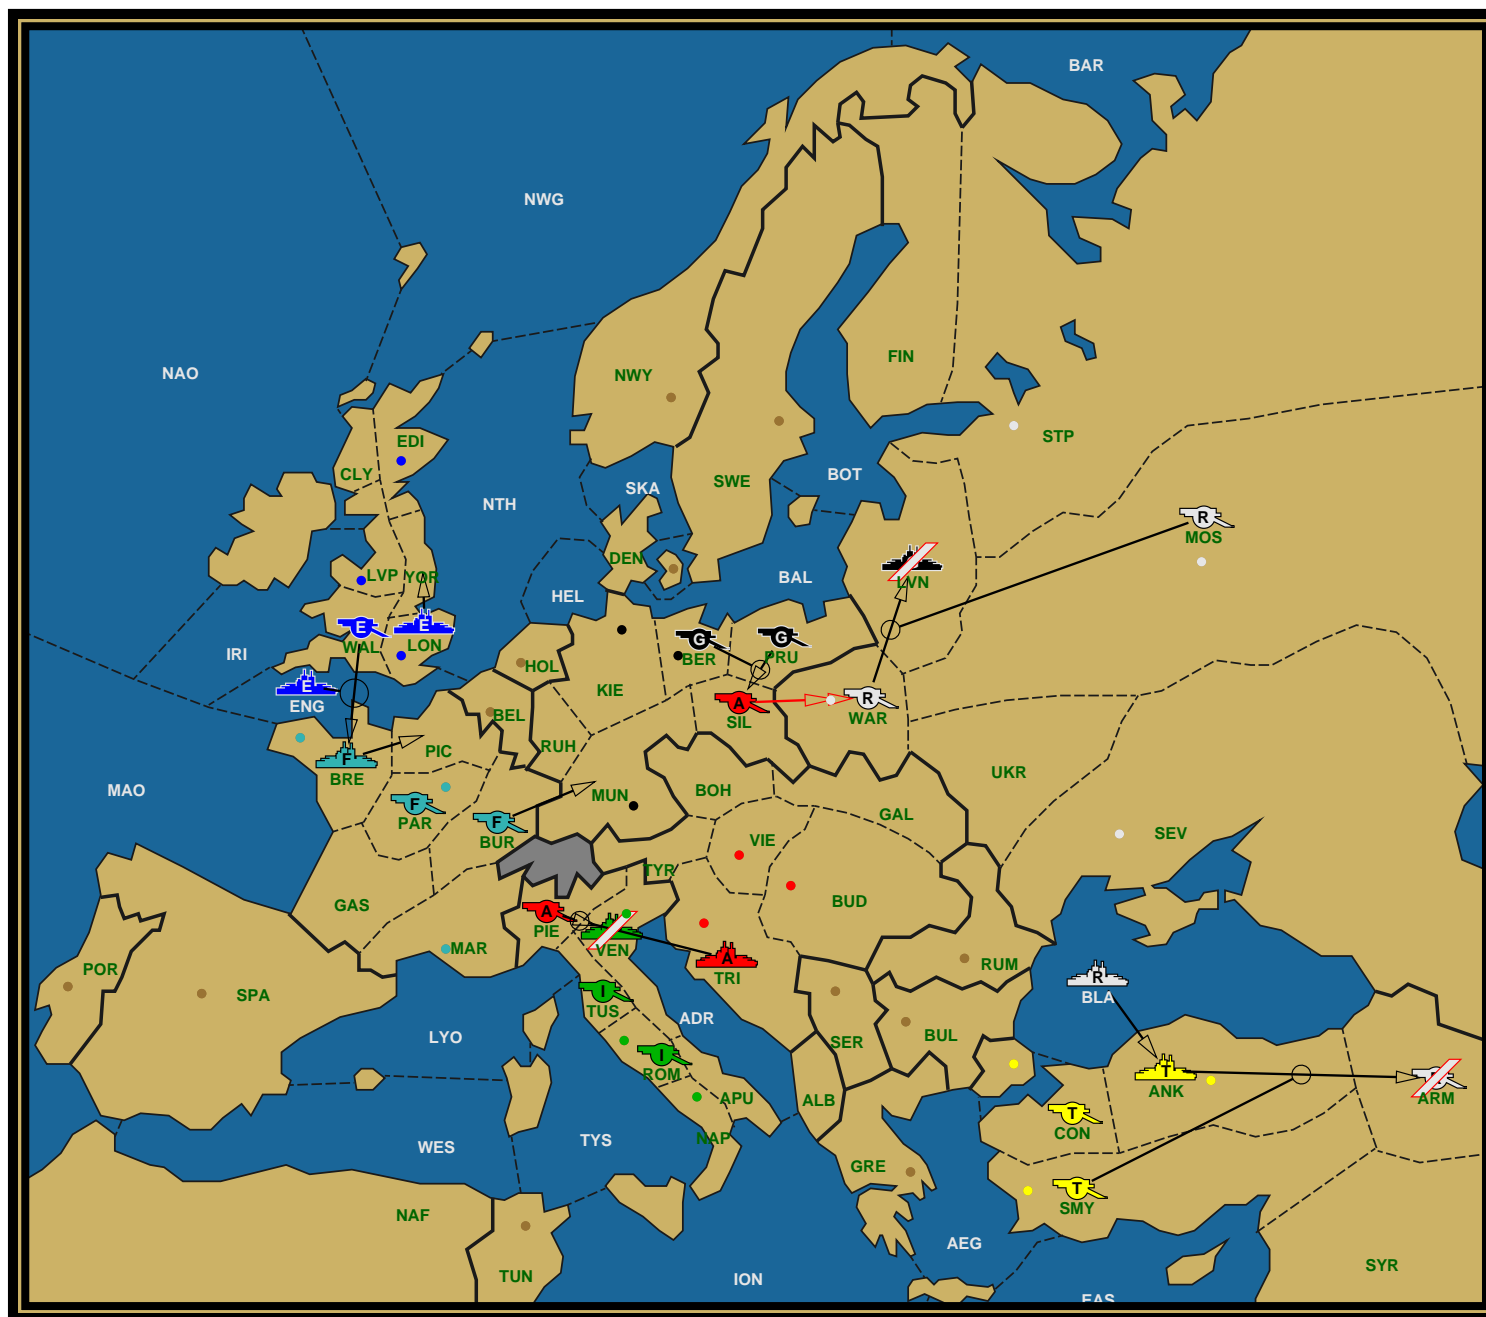 BAR
NWG
NAO
FIN
NWY
EDI
STP
CLY
SKA
BOT
SWE
NTH
R
MOS
DEN
LVP
YOR
BAL
LVN
HEL
E
WAL
E
LON
IRI
G
BER
G
PRU
HOL
KIE
E
ENG
A
SIL
R
WAR
BEL
RUH
PIC
F
BRE
UKR
MAO
MUN
BOH
F
PAR
F
BUR
GAL
SEV
VIE
TYR
BUD
GAS
A
PIE
VEN
MAR
A
TRI
RUM
POR
SPA
R
BLA
I
TUS
ADR
LYO
SER
BUL
I
ROM
T
ANK
ARM
APU
ALB
T
CON
NAP
TYS
WES
GRE
T
SMY
NAF
AEG
SYR
TUN
ION
EAS